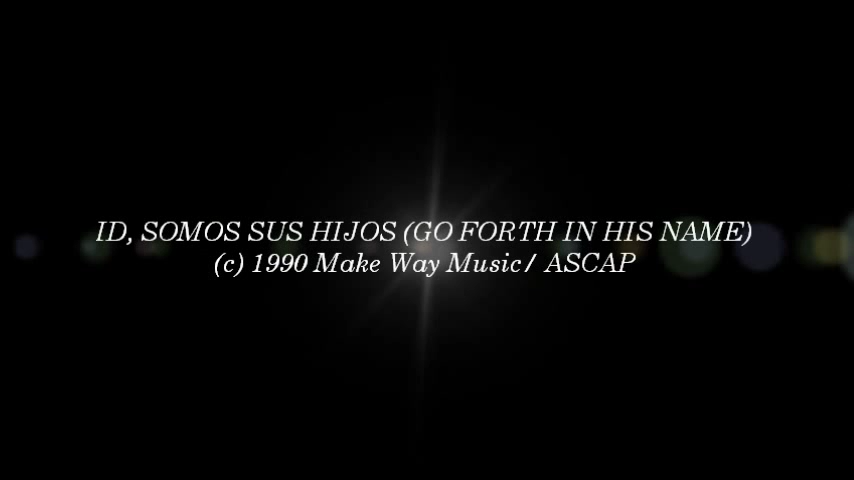 ID, SOMOS SUS HIJOS (GO FORTH IN HIS NAME)
(c) 1990 Make Way Music/ ASCAP